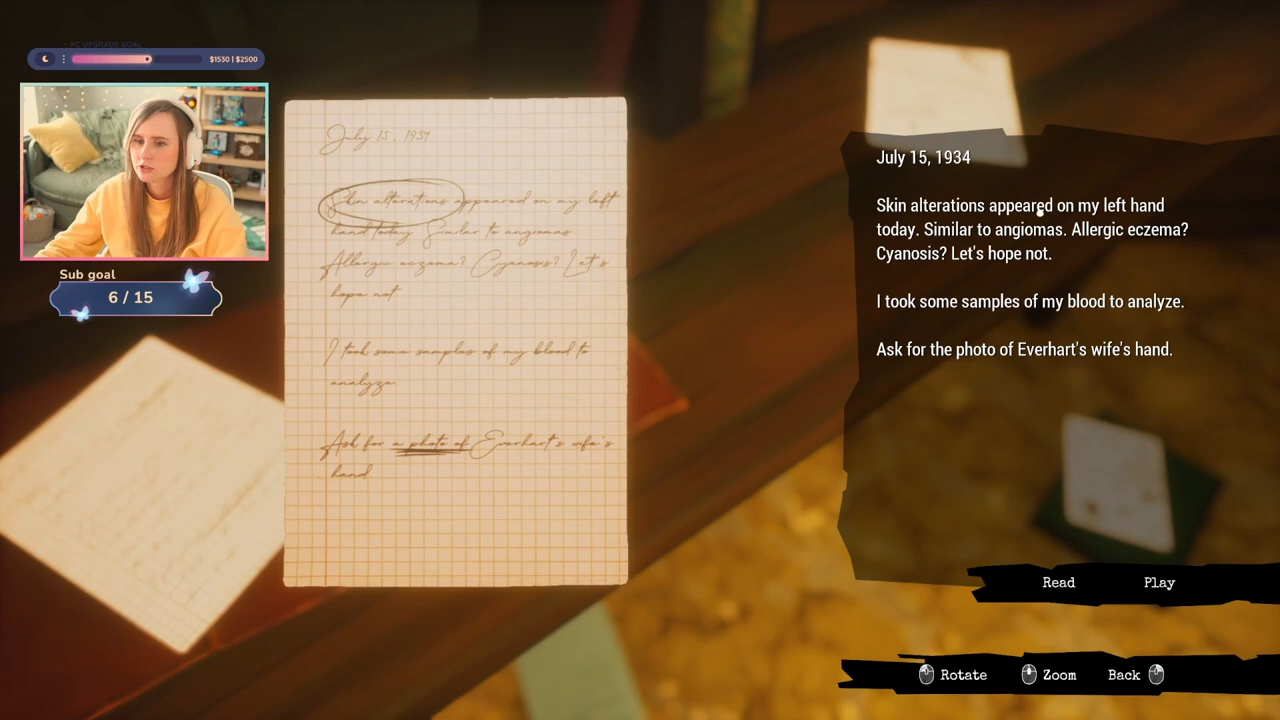 PC UPGRADE GOAL
$1530 | $2500
Sub goal
6 / 15
July 15, 1934
Skin alterations appeared on my left
hand today Similar to angiomas
Allergic eczema? Cyanosis? Let's
hope not
I took some samples of my blood to
analyze
Ask for a photo of Everhart's wife's
hand.
July 15, 1934
Skin alterations appeared on my left hand
today. Similar to angiomas. Allergic eczema?
Cyanosis? Let's hope not.
I took some samples of my blood to analyze.
Ask for the photo of Everhart's wife's hand.
Read Play
Rotate Zoom Back